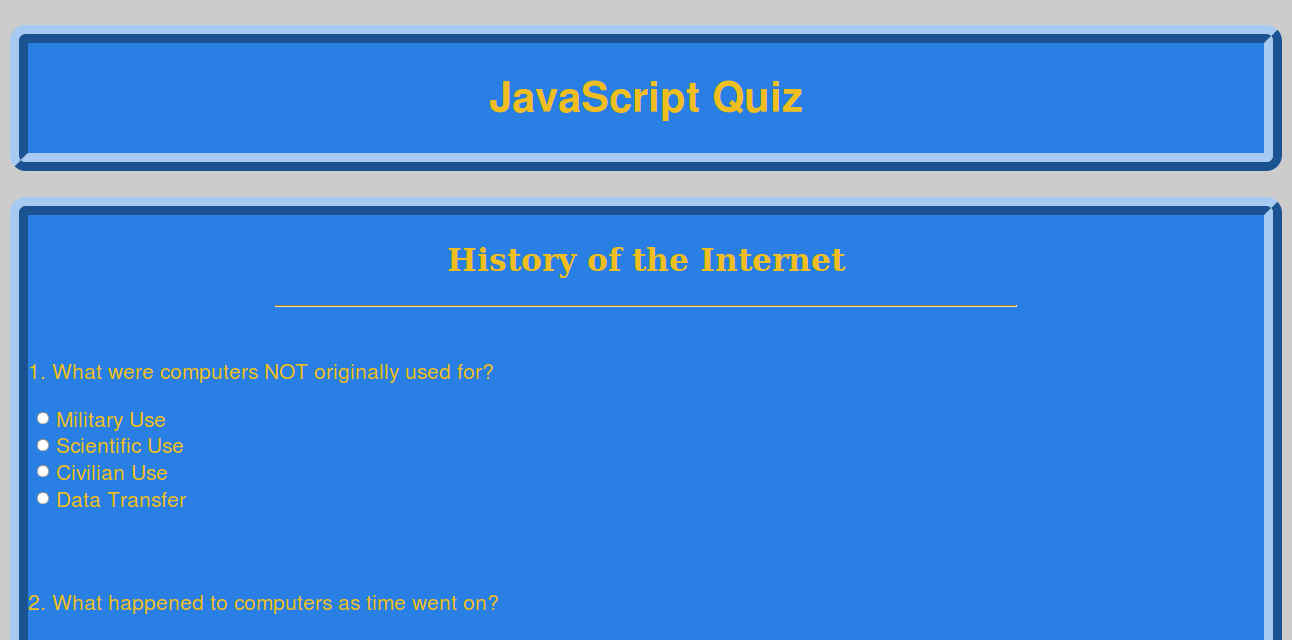 JavaScript Quiz
History of the Internet
1. What were computers NOT originally used for?
Military Use
Scientific Use
Civilian Use
Data Transfer
2. What happened to computers as time went on?